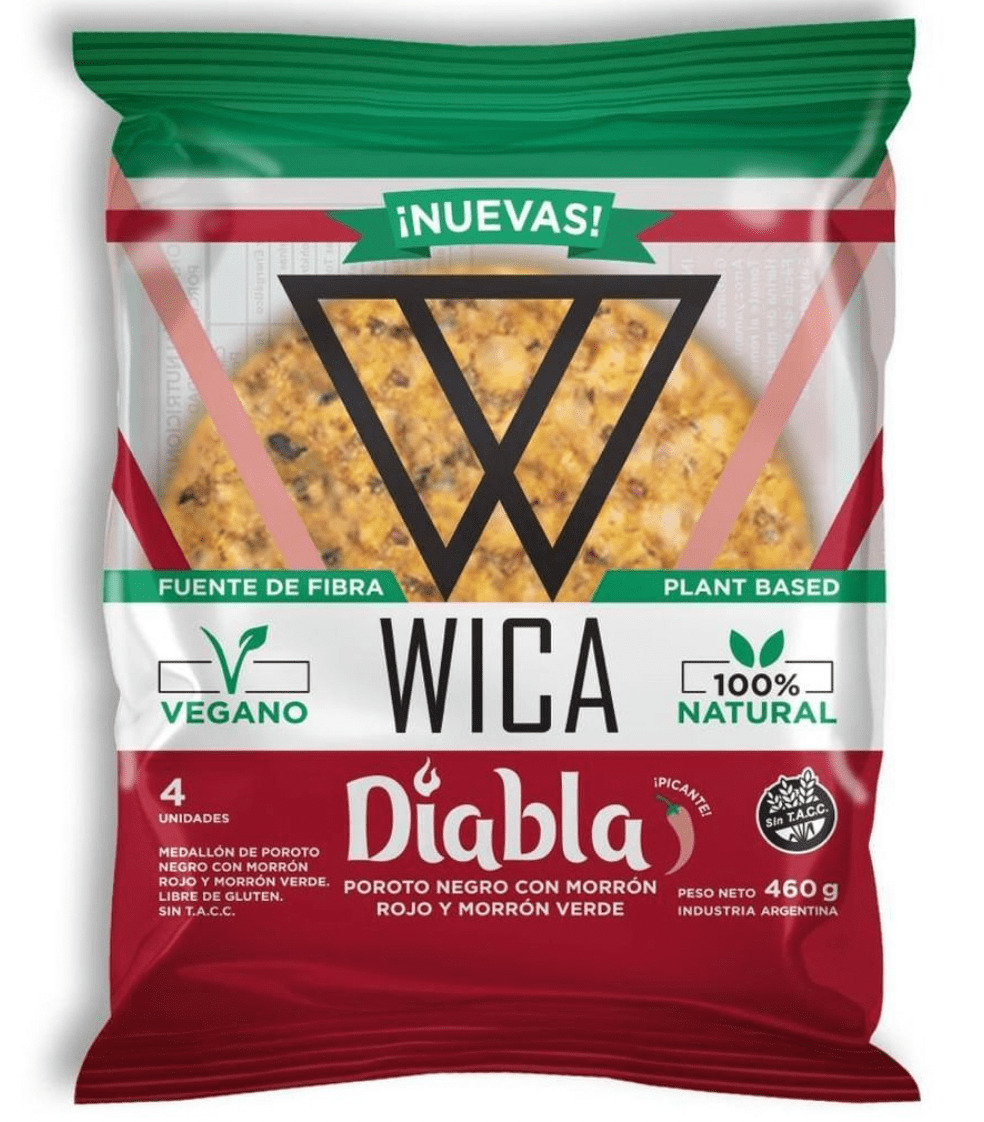 ¡NUEVAS!
FUENTE DE FIBRA
PLANT BASED
VEGANO
WICA
100%
NATURAL
4
UNIDADES
MEDALLÓN DE POROTO
NEGRO CON MORRÓN
ROJO Y MORRÓN VERDE.
LIBRE DE GLUTEN.
SIN T.A.C.C.
Diabla
¡PICANTE!
POROTO NEGRO CON MORRÓN
ROJO Y MORRÓN VERDE
Sin T.A.C.C.
PESO NETO 460 g
INDUSTRIA ARGENTINA